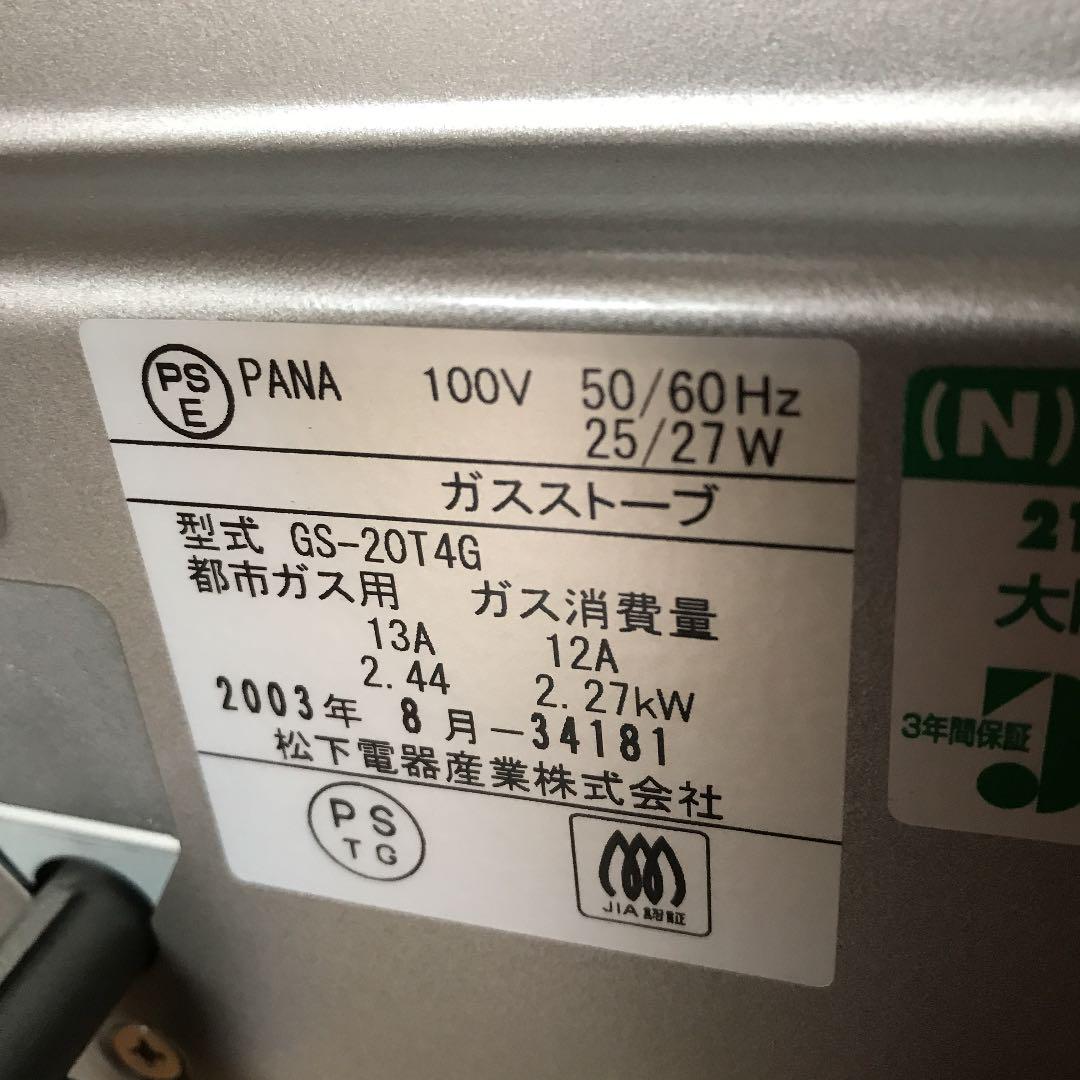 PS E PANA 100V 50/60Hz
25/27W
ガスストーブ
型式 GS-20T4G
都市ガス用 ガス消費量
13A 12A
2.44 2.27kW
2003年 8月-34181
松下電器産業株式会社
PS
TG
JIA認証
(N)
3年間保証